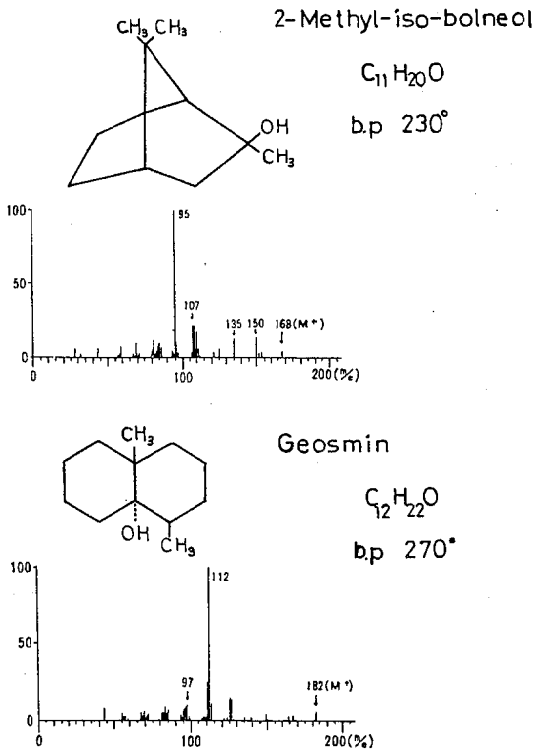 2-Methyl-iso-bolneol
CH₃ CH₃
C₁₁H₂₀O
b.p 230°
OH
CH₃
100
95
50
107
135
150
168(M+)
0
0
100
200(m/e)
Geosmin
CH₃
C₁₂H₂₂O
OH
CH₃
b.p 270°
100
112
50
97
182(M+)
0
0
100
200(m/e)